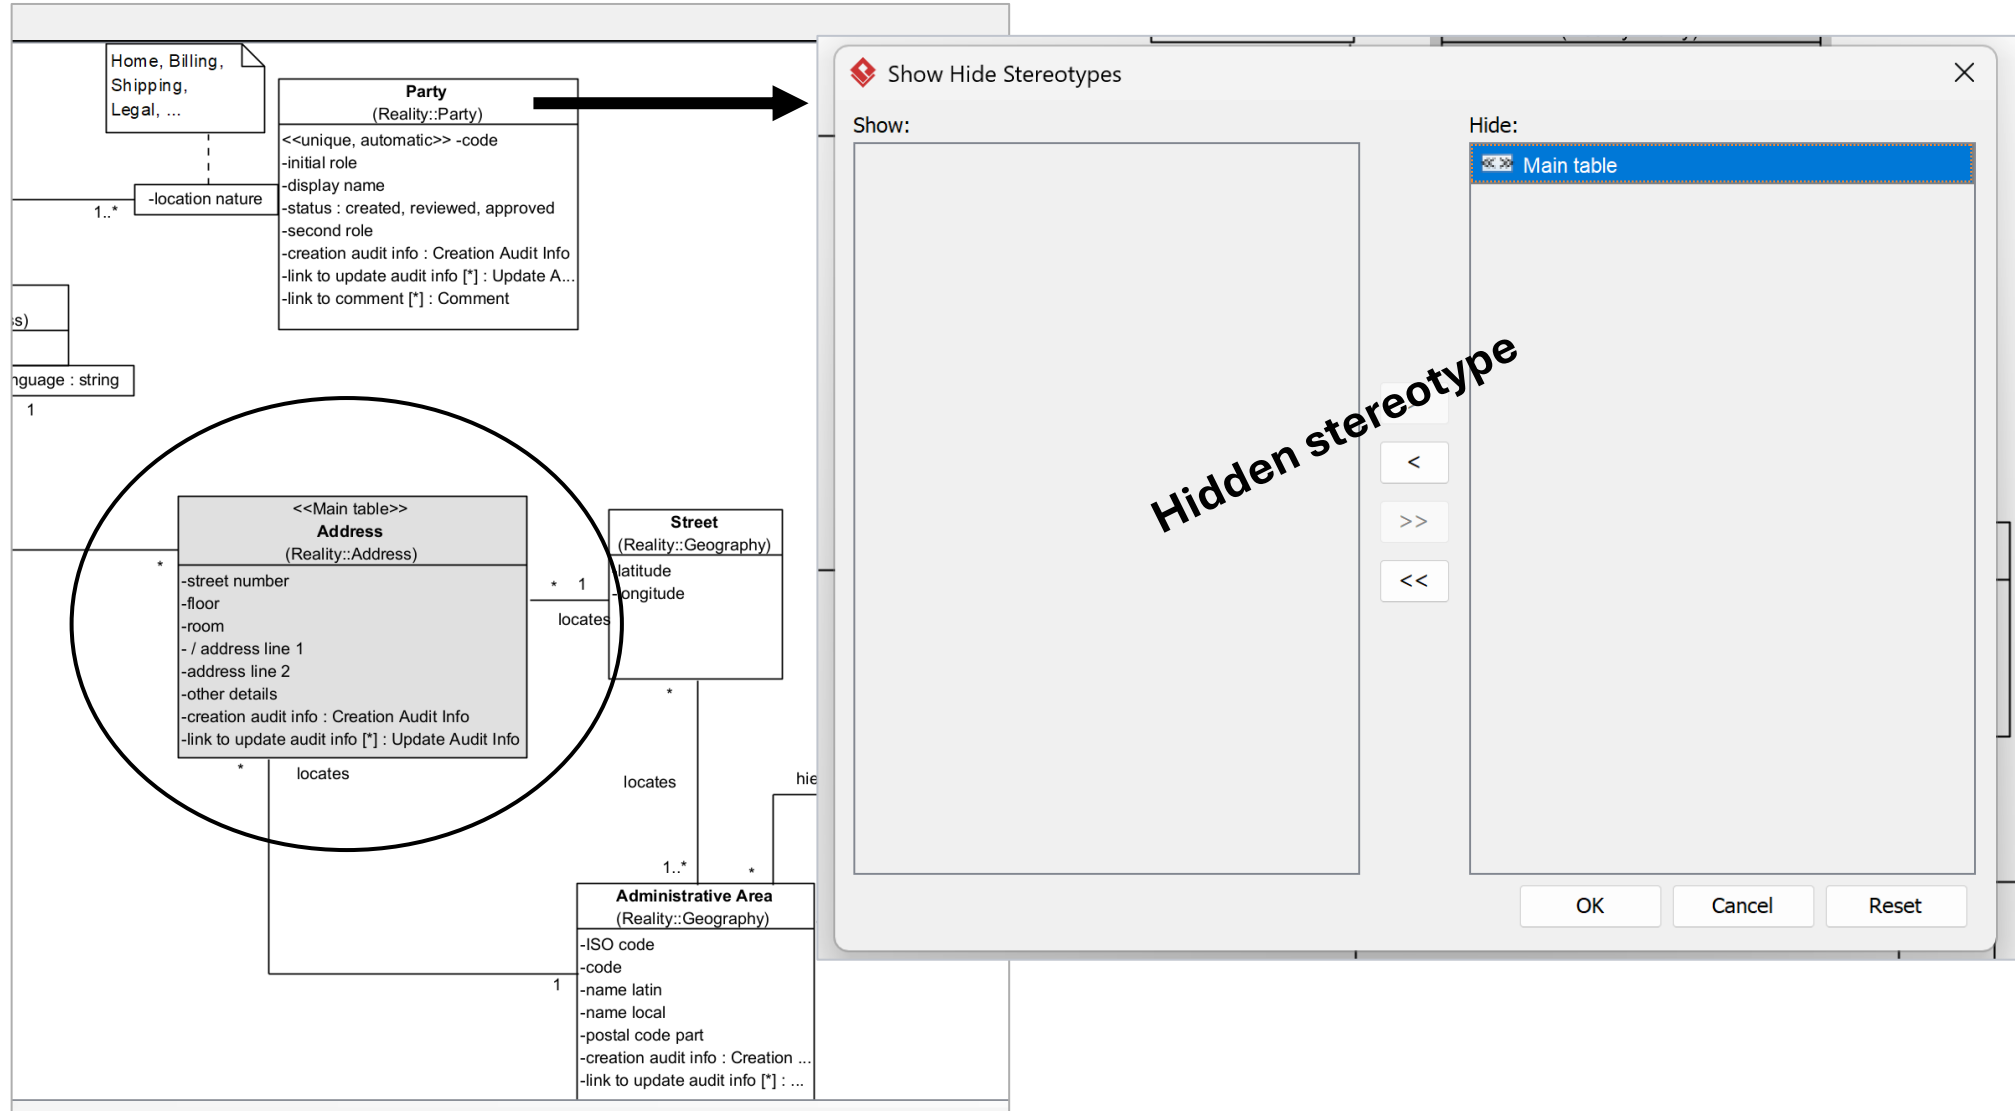 Home, Billing,
Shipping,
Legal, ...
Party
(Reality::Party)
<<unique, automatic>> -code
-initial role
-display name
-status : created, reviewed, approved
-second role
-creation audit info : Creation Audit Info
-link to update audit info [*] : Update A...
-link to comment [*] : Comment
-location nature
1..*
s)
nguage : string
1
<<Main table>>
Address
(Reality::Address)
-street number
-floor
-room
- / address line 1
-address line 2
-other details
-creation audit info : Creation Audit Info
-link to update audit info [*] : Update Audit Info
*
* 1
locates
Street
(Reality::Geography)
-latitude
-longitude
*
locates
*
locates
hie
1..*
*
Administrative Area
(Reality::Geography)
-ISO code
-code
-name latin
-name local
-postal code part
-creation audit info : Creation ...
-link to update audit info [*] : ...
1
Show Hide Stereotypes
Show:
Hide:
Main table
Hidden stereotype
<
>>
<<
OK
Cancel
Reset